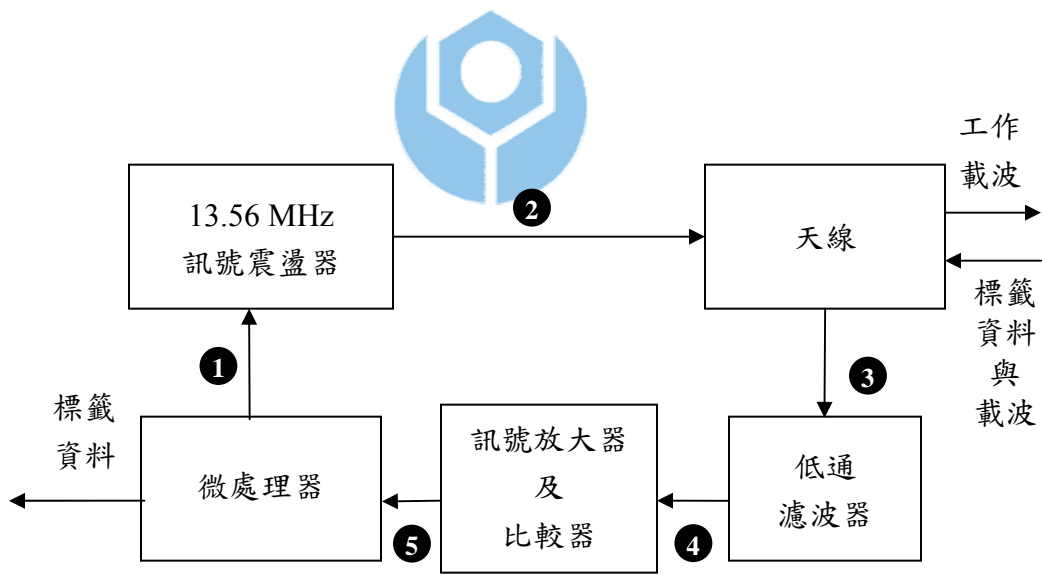 工作
載波
13.56 MHz
訊號震盪器
2
天線
1
3
標籤
資料
與
載波
標籤
資料
微處理器
訊號放大器
及
比較器
低通
濾波器
5
4